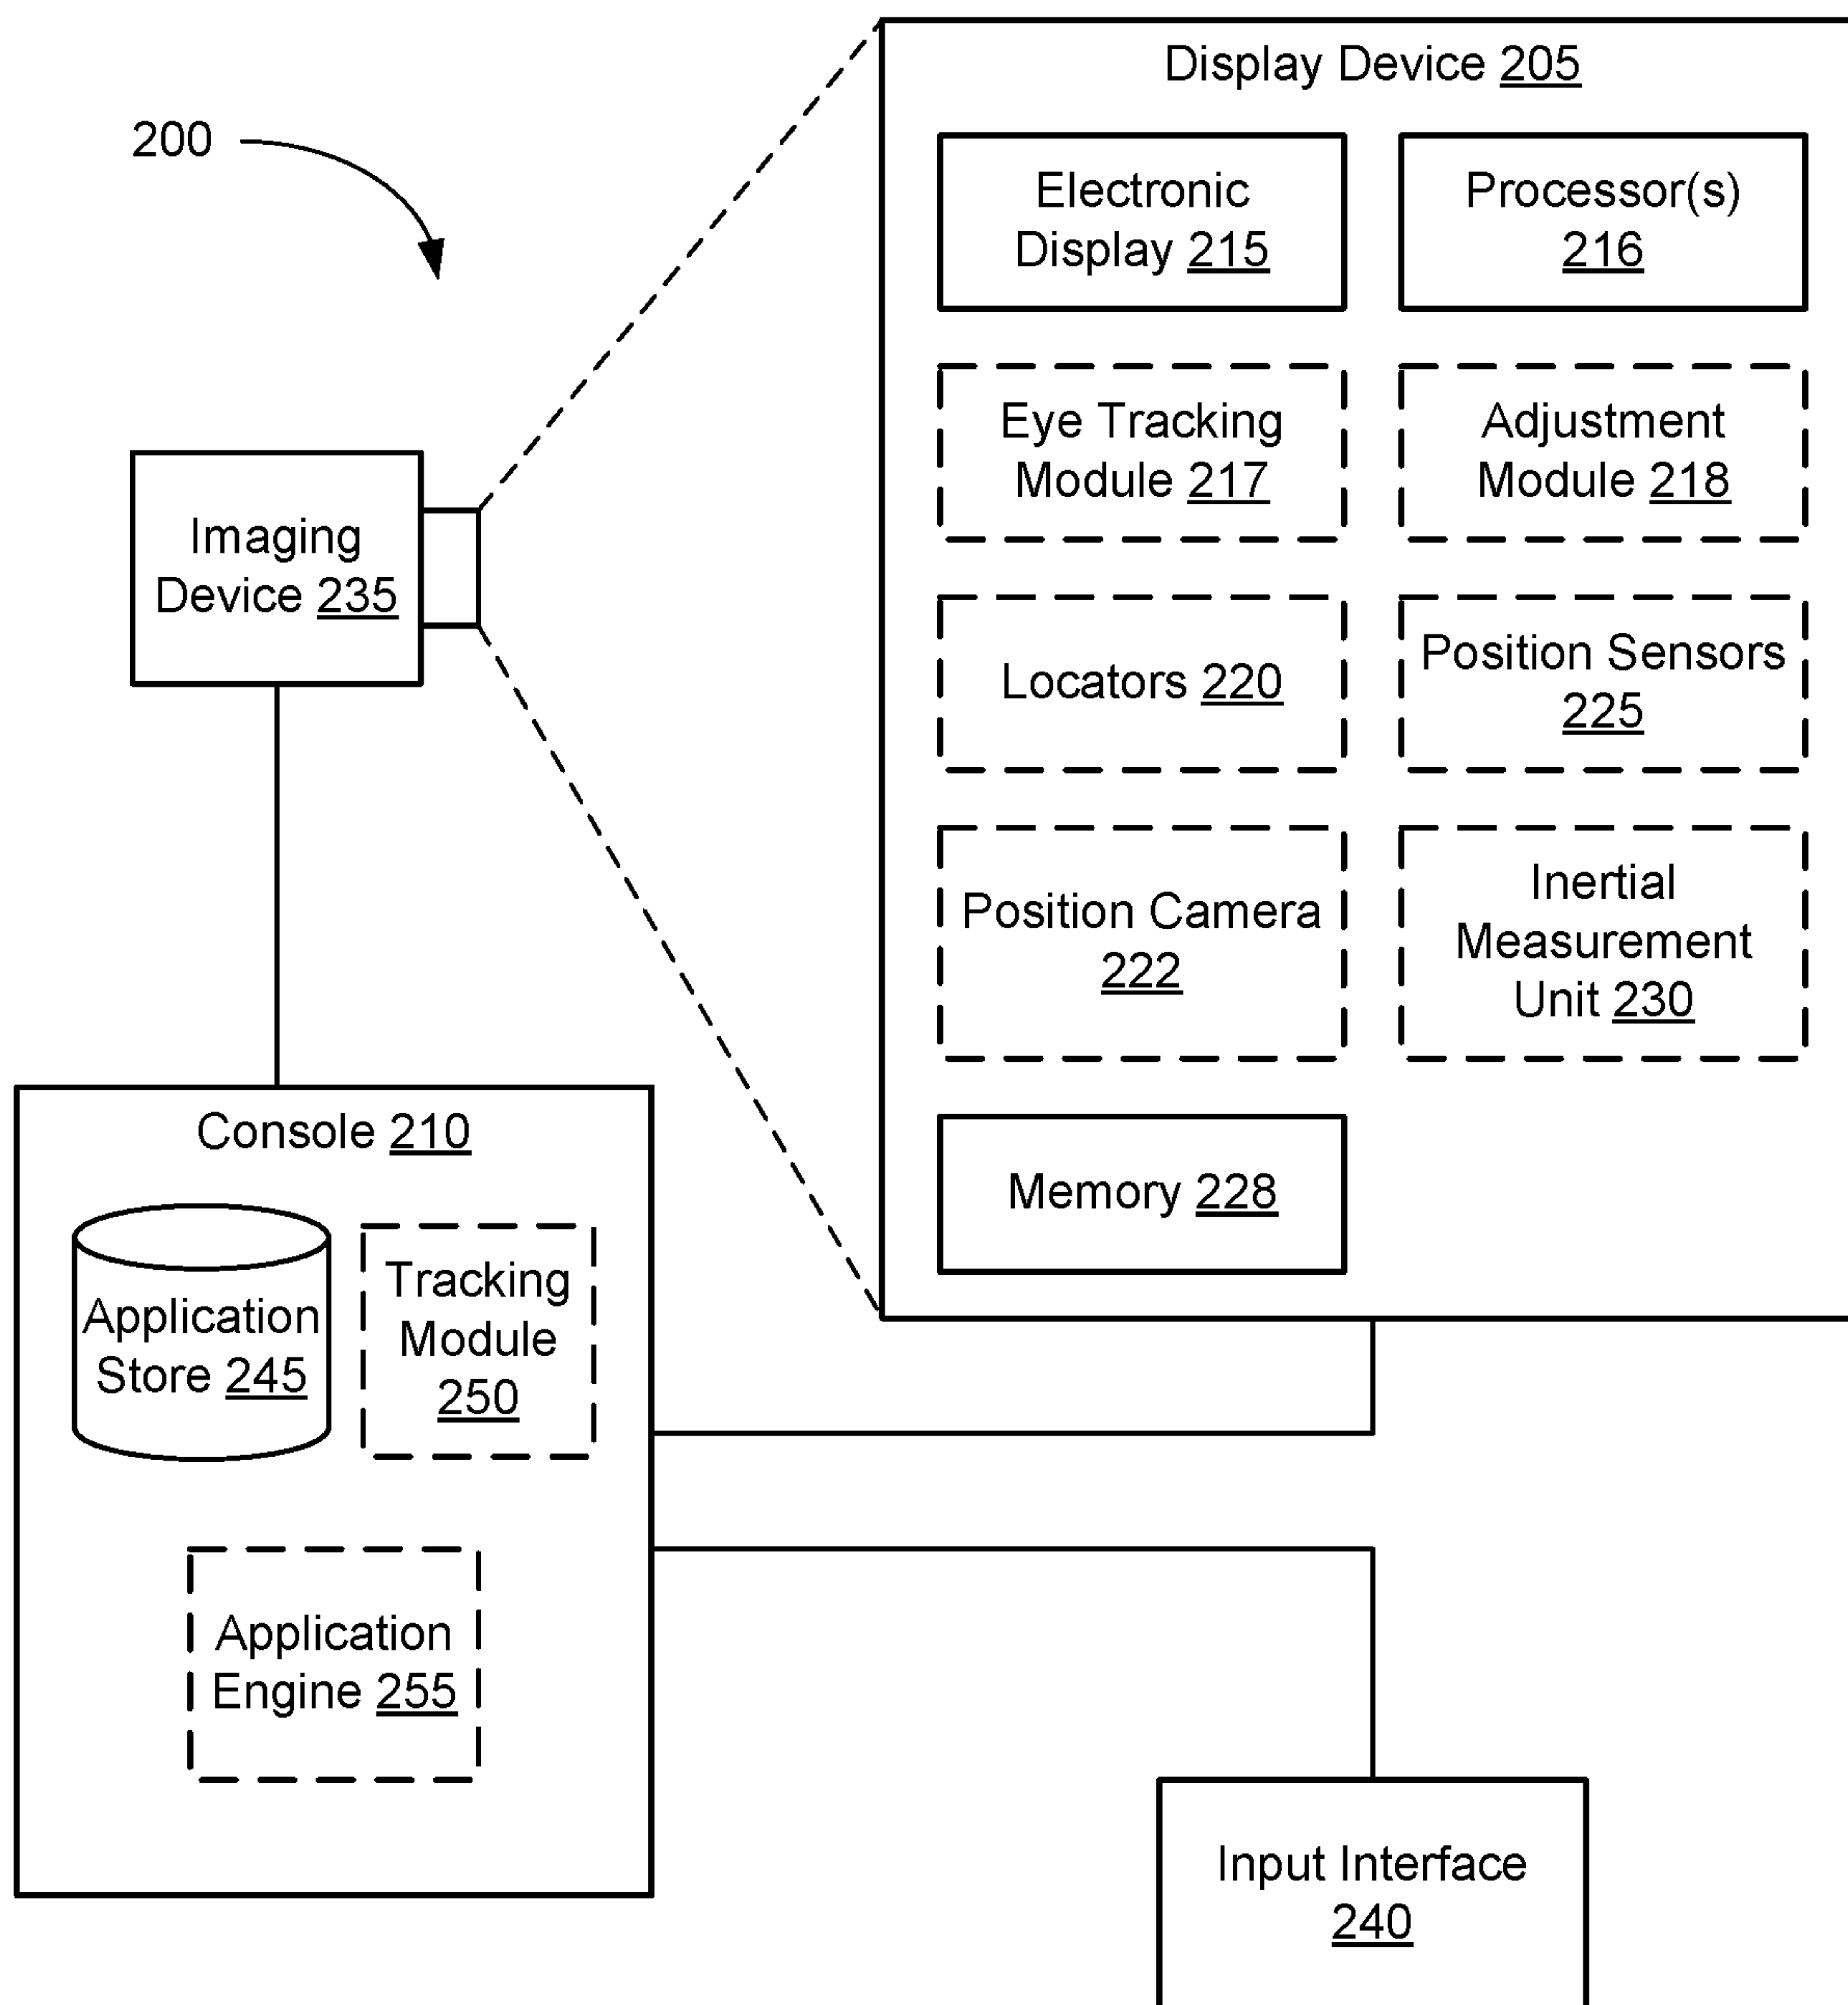 Display Device 205
200
Electronic
Display 215
Processor(s)
216
Eye Tracking
Module 217
Adjustment
Module 218
Imaging
Device 235
Locators 220
Position Sensors
225
Position Camera
222
Inertial
Measurement
Unit 230
Memory 228
Console 210
Application
Store 245
Tracking
Module
250
Application
Engine 255
Input Interface
240